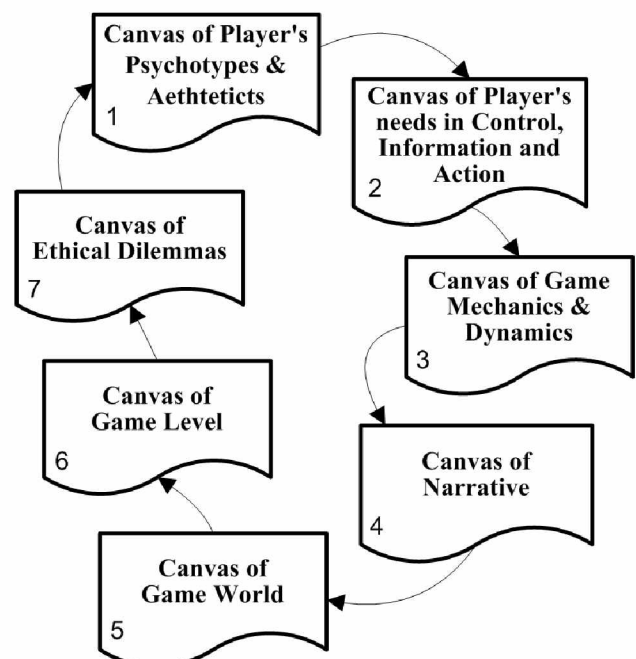 Canvas of Player's
Psychotypes &
Aethteticts
1
Canvas of Player's
needs in Control,
Information and
Action
2
Canvas of Game
Mechanics &
Dynamics
3
Canvas of
Narrative
4
Canvas of
Game World
5
Canvas of
Game Level
6
Canvas of
Ethical Dilemmas
7